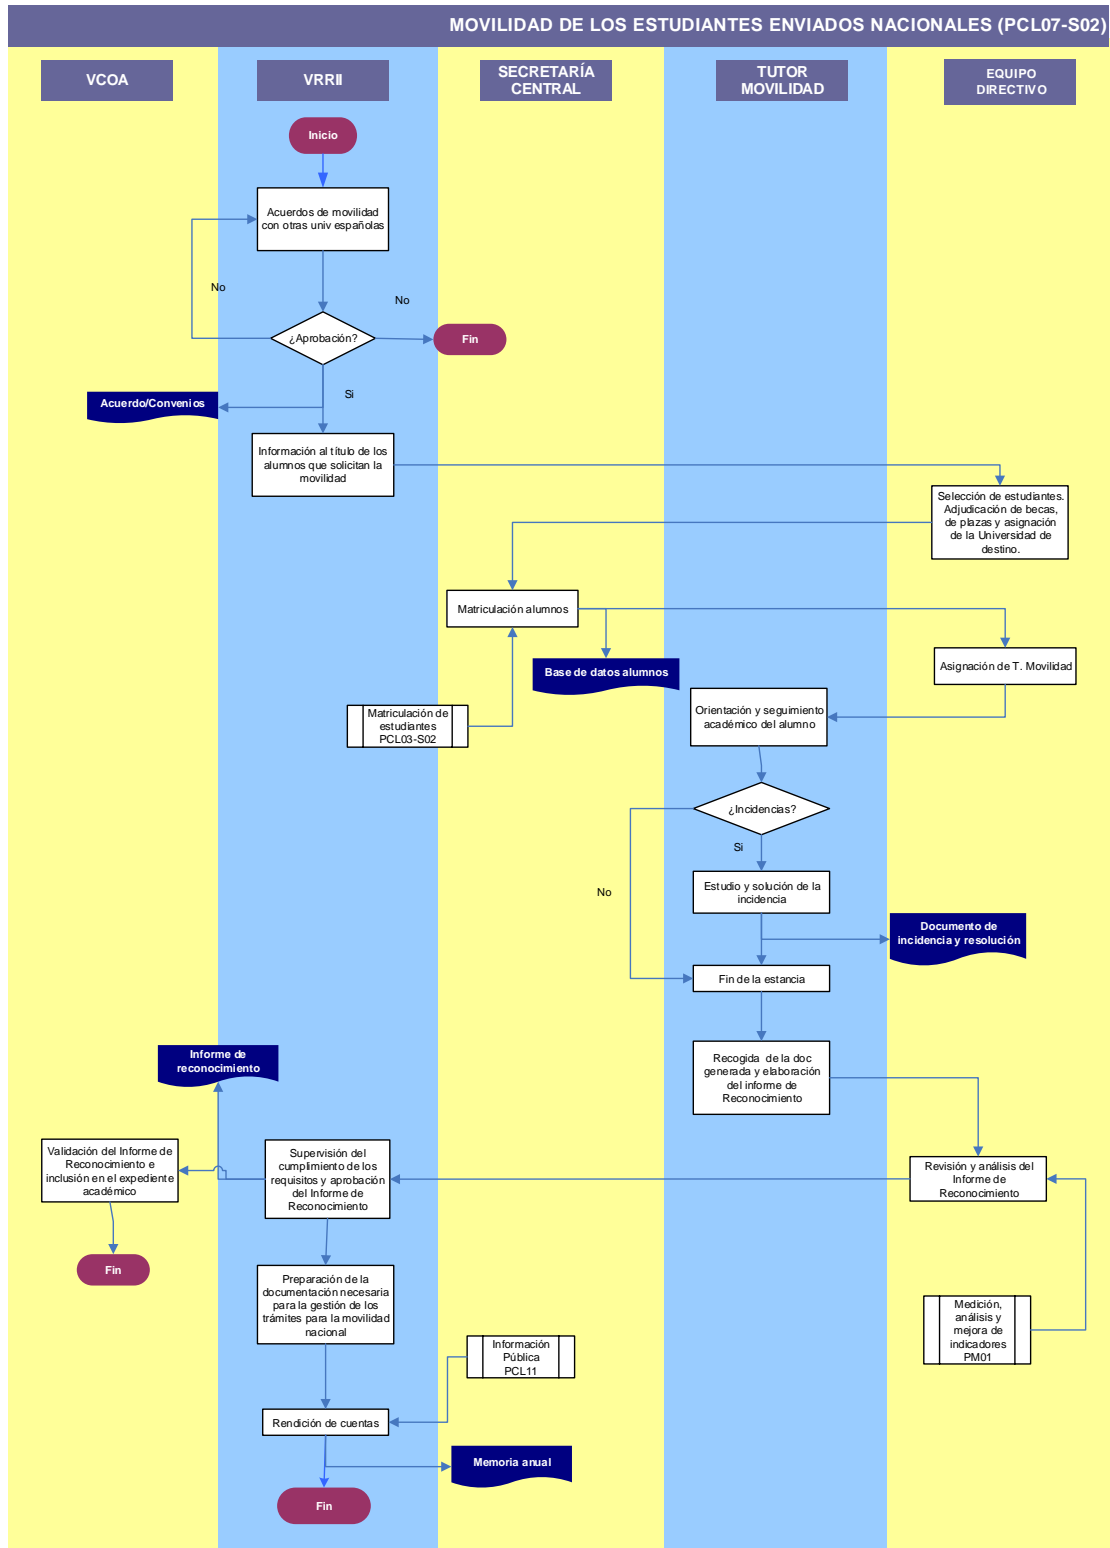 MOVILIDAD DE LOS ESTUDIANTES ENVIADOS NACIONALES (PCL07-S02)
VCOA
VRRII
SECRETARÍA
CENTRAL
TUTOR
MOVILIDAD
EQUIPO
DIRECTIVO
Inicio
Acuerdos de movilidad
con otras univ españolas
No
No
¿Aprobación?
Fin
Si
Acuerdo/Convenios
Información al título de los
alumnos que solicitan la
movilidad
Selección de estudiantes.
Adjudicación de becas,
de plazas y asignación
de la Universidad de
destino.
Matriculación alumnos
Base de datos alumnos
Asignación de T. Movilidad
Matriculación de
estudiantes
PCL03-S02
Orientación y seguimiento
académico del alumno
¿Incidencias?
Si
No
Estudio y solución de la
incidencia
Documento de
incidencia y resolución
Fin de la estancia
Recogida de la doc
generada y elaboración
del informe de
Reconocimiento
Informe de
reconocimiento
Validación del Informe de
Reconocimiento e
inclusión en el expediente
académico
Supervisión del
cumplimiento de los
requisitos y aprobación
del Informe de
Reconocimiento
Revisión y análisis del
Informe de
Reconocimiento
Fin
Preparación de la
documentación necesaria
para la gestión de los
trámites para la movilidad
nacional
Medición,
análisis y
mejora de
indicadores
PM01
Información
Pública
PCL11
Rendición de cuentas
Memoria anual
Fin